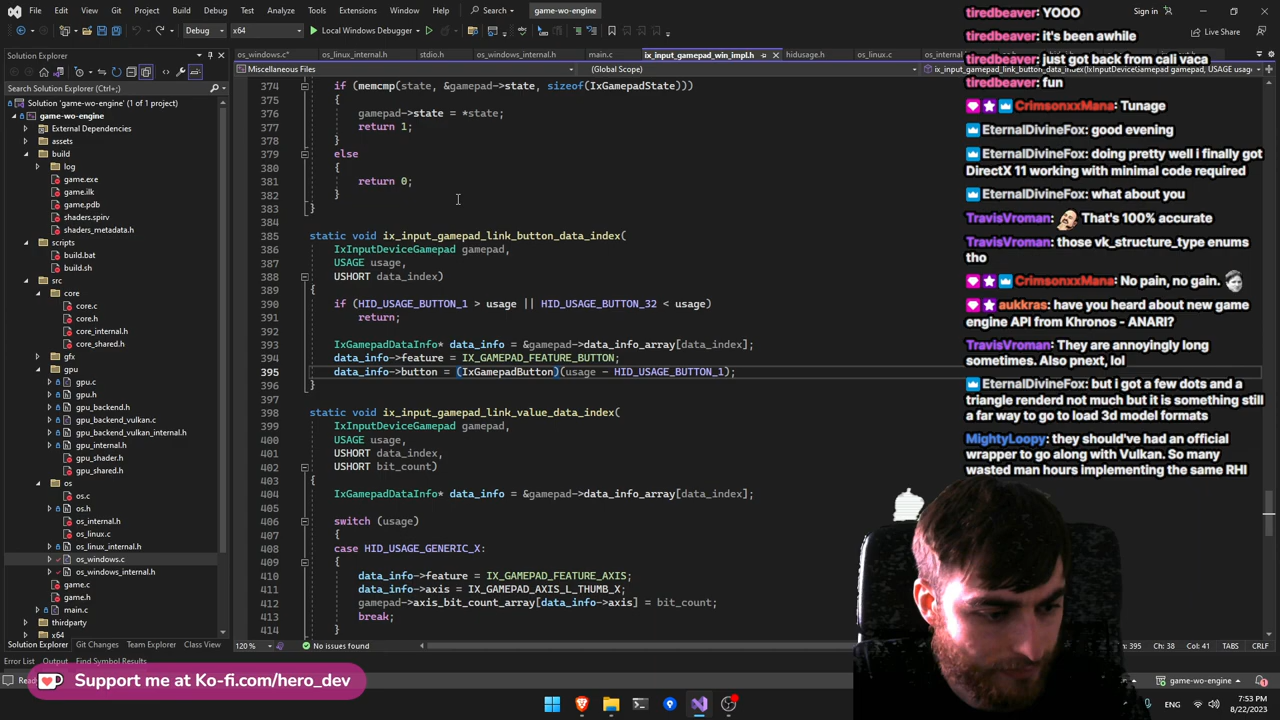 File Edit View Git Project Build Debug Test Analyze Tools Extensions Window Help Search game-wo-engine Sign in
Debug x64 Local Windows Debugger Live Share
Solution Explorer
os_windows.c* os_linux_internal.h stdio.h os_windows_internal.h main.c ix_input_gamepad_win_impl.h hidusage.h os_linux.c
Miscellaneous Files (Global Scope)
Search Solution Explorer (Ctrl+;)
Solution 'game-wo-engine' (1 of 1 project)
game-wo-engine
External Dependencies
assets
build
log
game.exe
game.ilk
game.pdb
shaders.spirv
shaders_metadata.h
scripts
build.bat
build.sh
src
core
core.c
core.h
core_internal.h
core_shared.h
gfx
gpu
gpu.c
gpu.h
gpu_backend.h
gpu_backend_vulkan.c
gpu_backend_vulkan_internal.h
gpu_internal.h
gpu_shader.h
gpu_shared.h
os
os.c
os.h
os_internal.h
os_linux.c
os_linux_internal.h
os_windows.c
os_windows_internal.h
game.c
game.h
main.c
thirdparty
x64
Solution Explorer Git Changes Team Explorer Class View
Error List Output Find Symbol Results
374 if (memcmp(state, &gamepad->state, sizeof(IxGamepadState)))
375 {
376 gamepad->state = *state;
377 return 1;
378 }
379 else
380 {
381 return 0;
382 }
383 }
384
385 static void ix_input_gamepad_link_button_data_index(
386 IxInputDeviceGamepad gamepad,
387 USAGE usage,
388 USHORT data_index)
389 {
390 if (HID_USAGE_BUTTON_1 > usage || HID_USAGE_BUTTON_32 < usage)
391 return;
392
393 IxGamepadDataInfo* data_info = &gamepad->data_info_array[data_index];
394 data_info->feature = IX_GAMEPAD_FEATURE_BUTTON;
395 data_info->button = (IxGamepadButton)(usage - HID_USAGE_BUTTON_1);
396 }
397
398 static void ix_input_gamepad_link_value_data_index(
399 IxInputDeviceGamepad gamepad,
400 USAGE usage,
401 USHORT data_index,
402 USHORT bit_count)
403 {
404 IxGamepadDataInfo* data_info = &gamepad->data_info_array[data_index];
405
406 switch (usage)
407 {
408 case HID_USAGE_GENERIC_X:
409 {
410 data_info->feature = IX_GAMEPAD_FEATURE_AXIS;
411 data_info->axis = IX_GAMEPAD_AXIS_L_THUMB_X;
412 gamepad->axis_bit_count_array[data_info->axis] = bit_count;
413 break;
414 }
120 % No issues found
Ch: 38 Col: 41 TABS CRLF
Support me at Ko-fi.com/hero_dev
tiredbeaver: YOOO
tiredbeaver: it's been awhile
tiredbeaver: just got back from cali vaca
tiredbeaver: fun
CrimsonxxMana: Tunage
EternalDivineFox: good evening
EternalDivineFox: doing pretty well i finally got
DirectX 11 working with minimal code required
EternalDivineFox: what about you
TravisVroman: That's 100% accurate
TravisVroman: those vk_structure_type enums
tho
CrimsonxxMana: No pain, no gain.
aukkras: have you heard about new game
engine API from Khronos - ANARI?
TravisVroman: They are annoyingly long
sometimes. Also pnext, lol
EternalDivineFox: but i got a few dots and a
triangle renderd not much but it is something still
a far way to go to load 3d model formats
MightyLoopy: they should've had an official
wrapper to go along with Vulkan. So many
wasted man hours implementing the same RHI
game-wo-engine
7:53 PM
8/22/2023